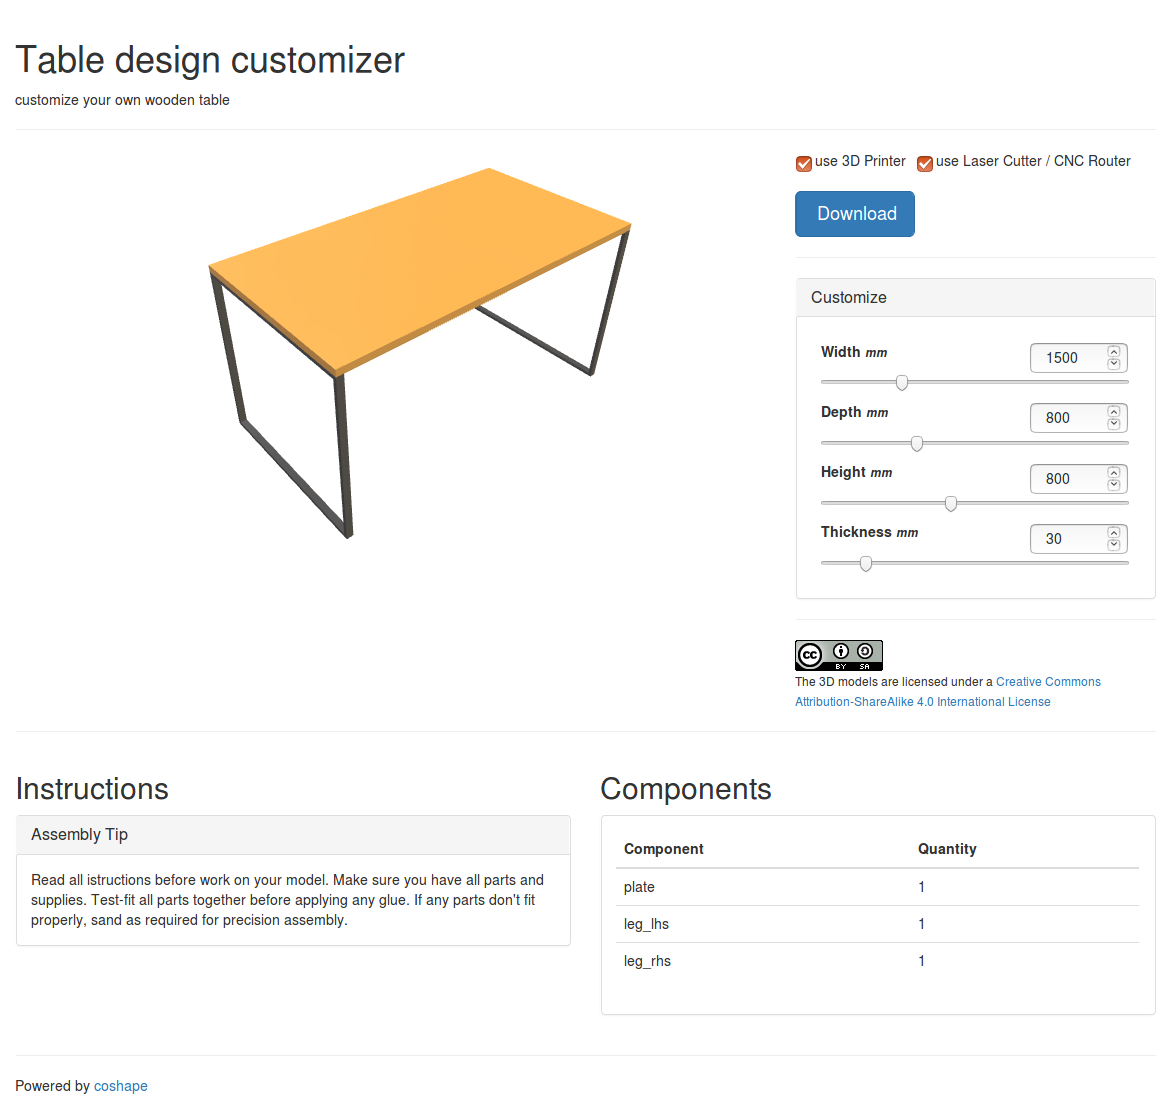 Table design customizer
customize your own wooden table
use 3D Printer use Laser Cutter / CNC Router
Download
Customize
Width mm 1500
Depth mm 800
Height mm 800
Thickness mm 30
cc BY SA
The 3D models are licensed under a Creative Commons
Attribution-ShareAlike 4.0 International License
Instructions
Assembly Tip
Read all istructions before work on your model. Make sure you have all parts and
supplies. Test-fit all parts together before applying any glue. If any parts don't fit
properly, sand as required for precision assembly.
Components
Component Quantity
plate 1
leg_lhs 1
leg_rhs 1
Powered by coshape